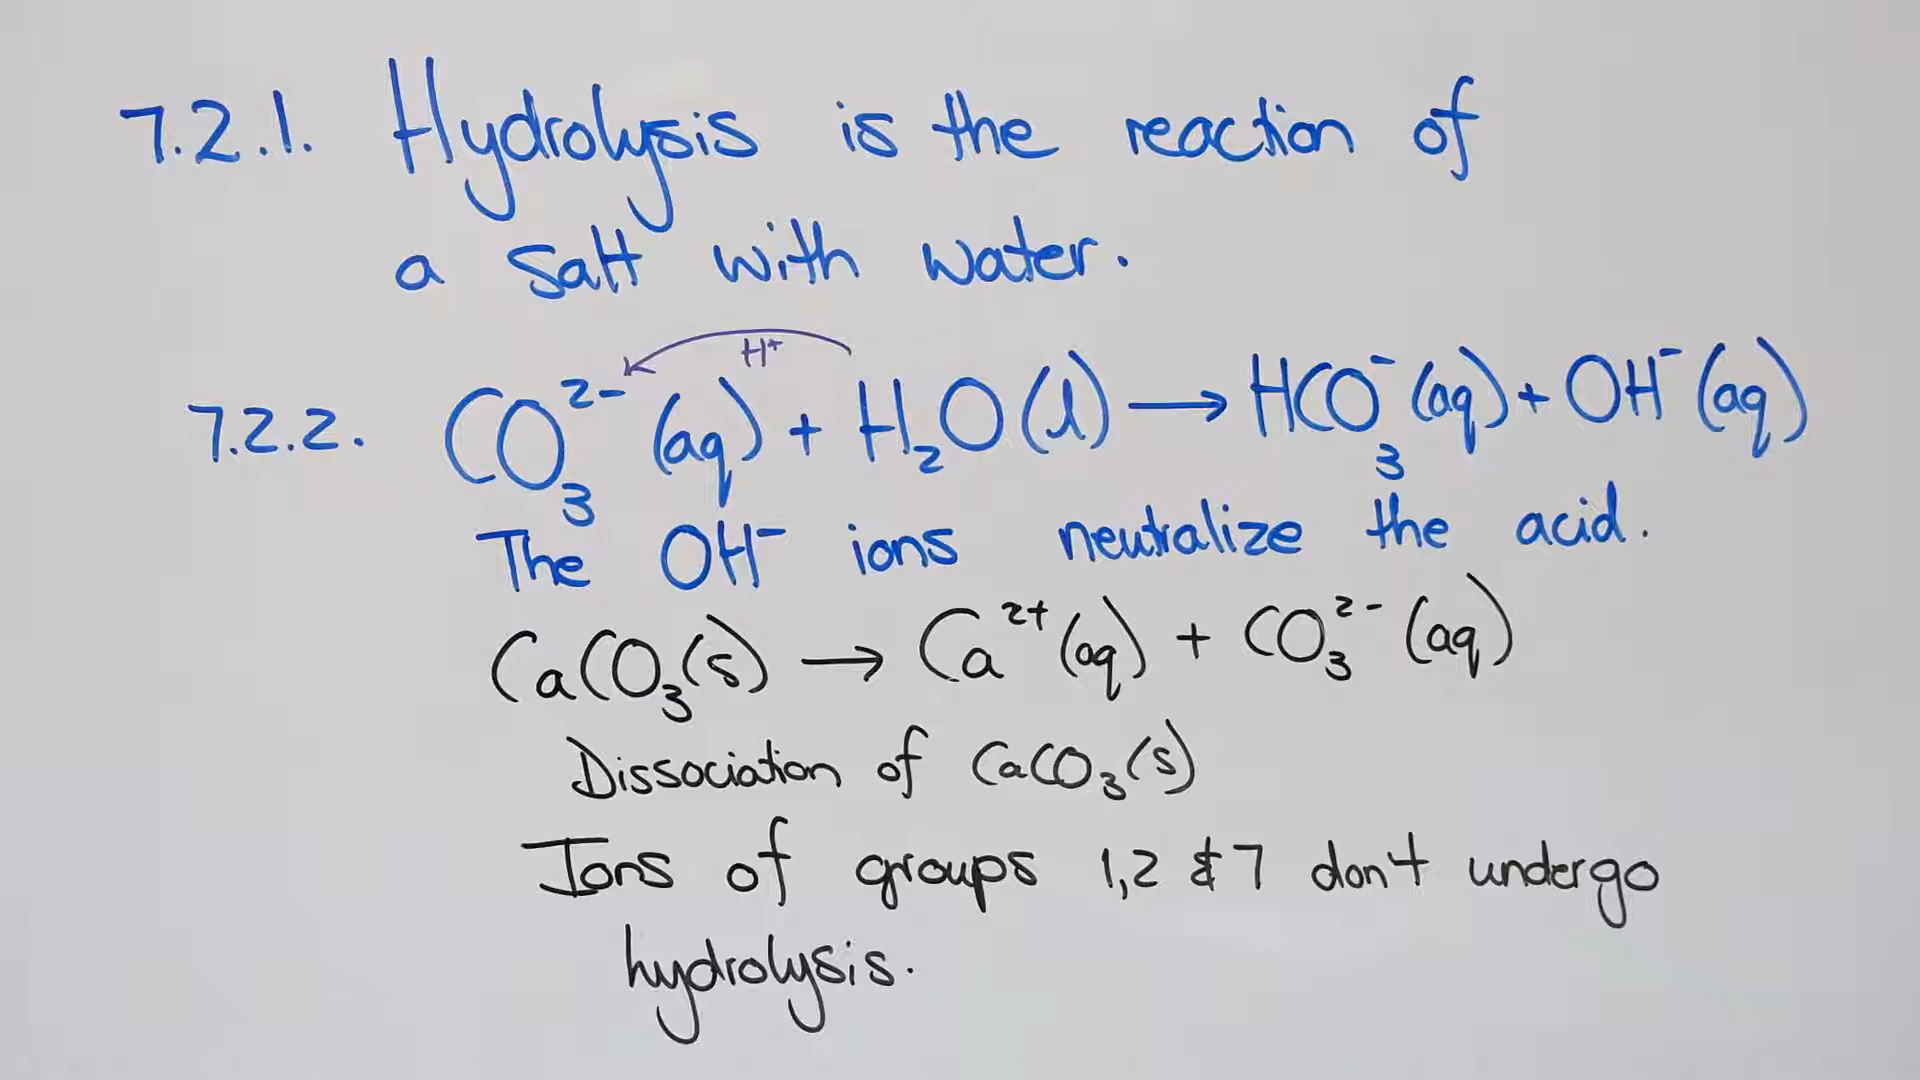 7.2.1. Hydrolysis is the reaction of
a salt with water.
H⁺
7.2.2. CO₃²⁻(aq) + H₂O(l) → HCO₃⁻(aq) + OH⁻(aq)
The OH⁻ ions neutralize the acid.
CaCO₃(s) → Ca²⁺(aq) + CO₃²⁻(aq)
Dissociation of CaCO₃(s)
Ions of groups 1,2 & 7 don't undergo
hydrolysis.